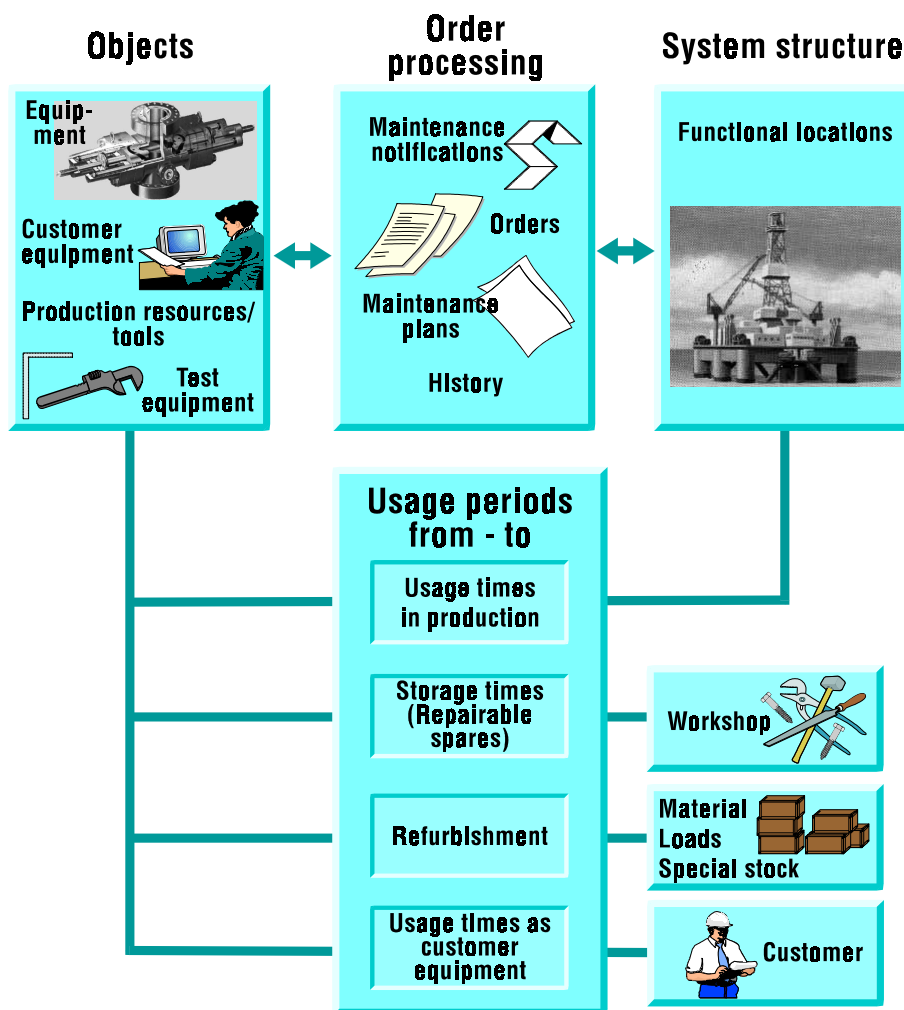 Objects
Order
processing
System structure
Equip-
ment
Customer
equipment
Production resources/
tools
Test
equipment
Maintenance
notifications
Orders
Maintenance
plans
History
Functional locations
Usage periods
from - to
Usage times
in production
Storage times
(Repairable
spares)
Refurbishment
Usage times as
customer
equipment
Workshop
Material
Loads
Special stock
Customer